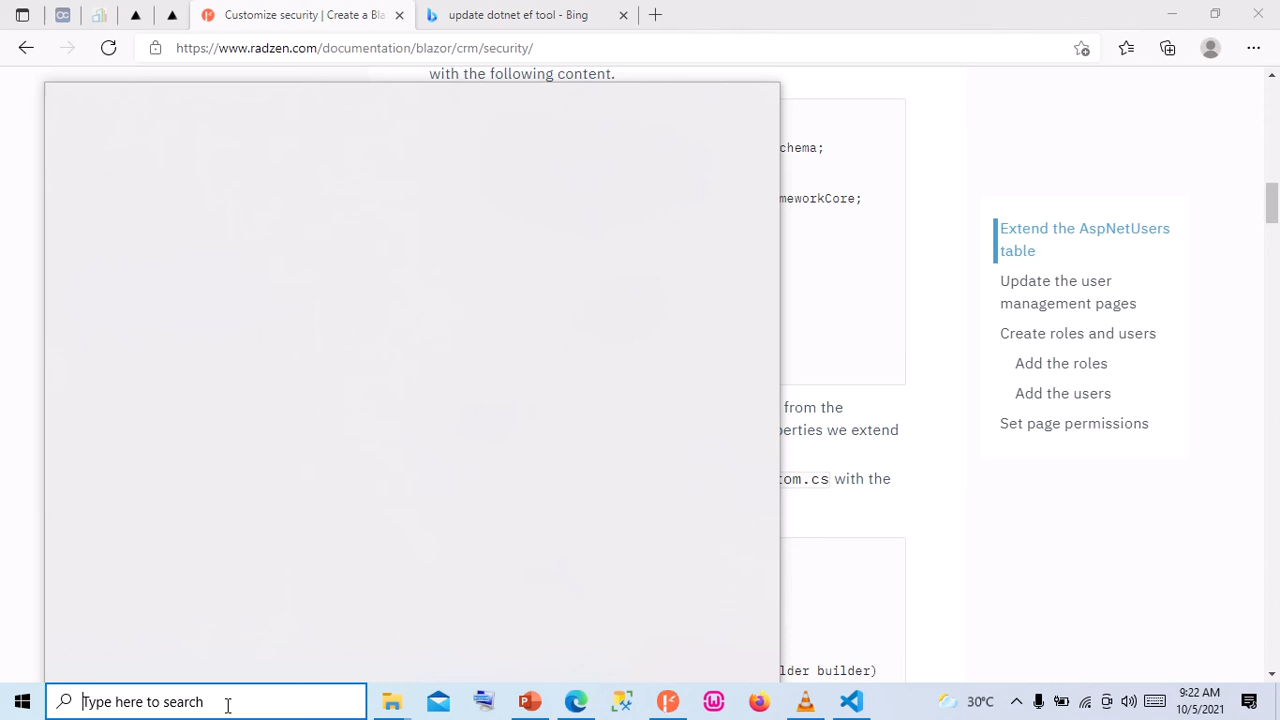 Customize security | Create a Bla
update dotnet ef tool - Bing
https://www.radzen.com/documentation/blazor/crm/security/
with the following content.
chema;
meworkCore;
Extend the AspNetUsers
table
Update the user
management pages
Create roles and users
Add the roles
Add the users
Set page permissions
from the
perties we extend
tom.cs with the
lder builder)
Type here to search
30°C
9:22 AM
10/5/2021